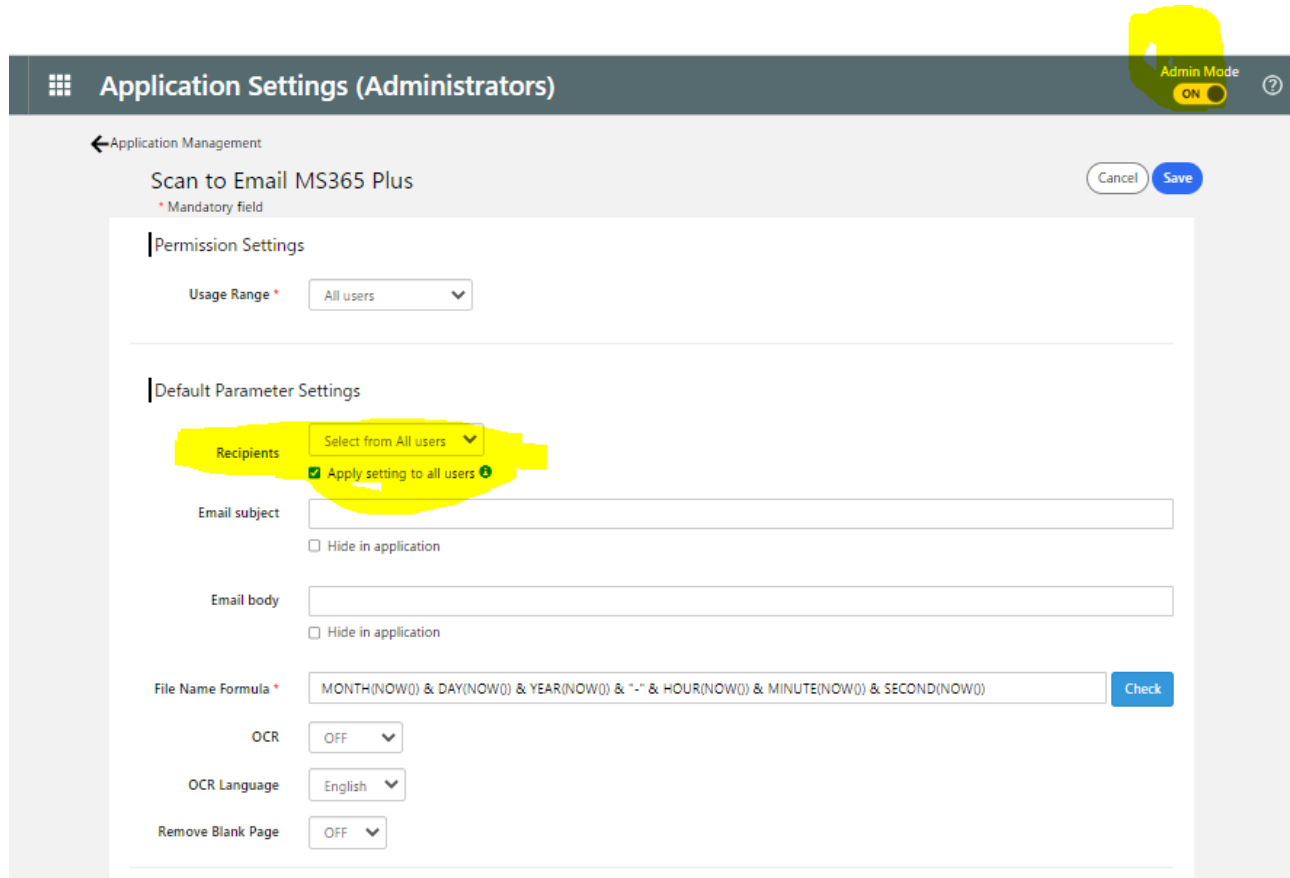 Admin Mode
Application Settings (Administrators)
ON
Application Management
Scan to Email MS365 Plus
Cancel
Save
* Mandatory field
Permission Settings
Usage Range *
All users
Default Parameter Settings
Recipients
Select from All users
Apply setting to all users
Email subject
Hide in application
Email body
Hide in application
File Name Formula *
MONTH(NOW()) & DAY(NOW()) & YEAR(NOW()) & "-" & HOUR(NOW()) & MINUTE(NOW()) & SECOND(NOW())
Check
OCR
OFF
OCR Language
English
Remove Blank Page
OFF